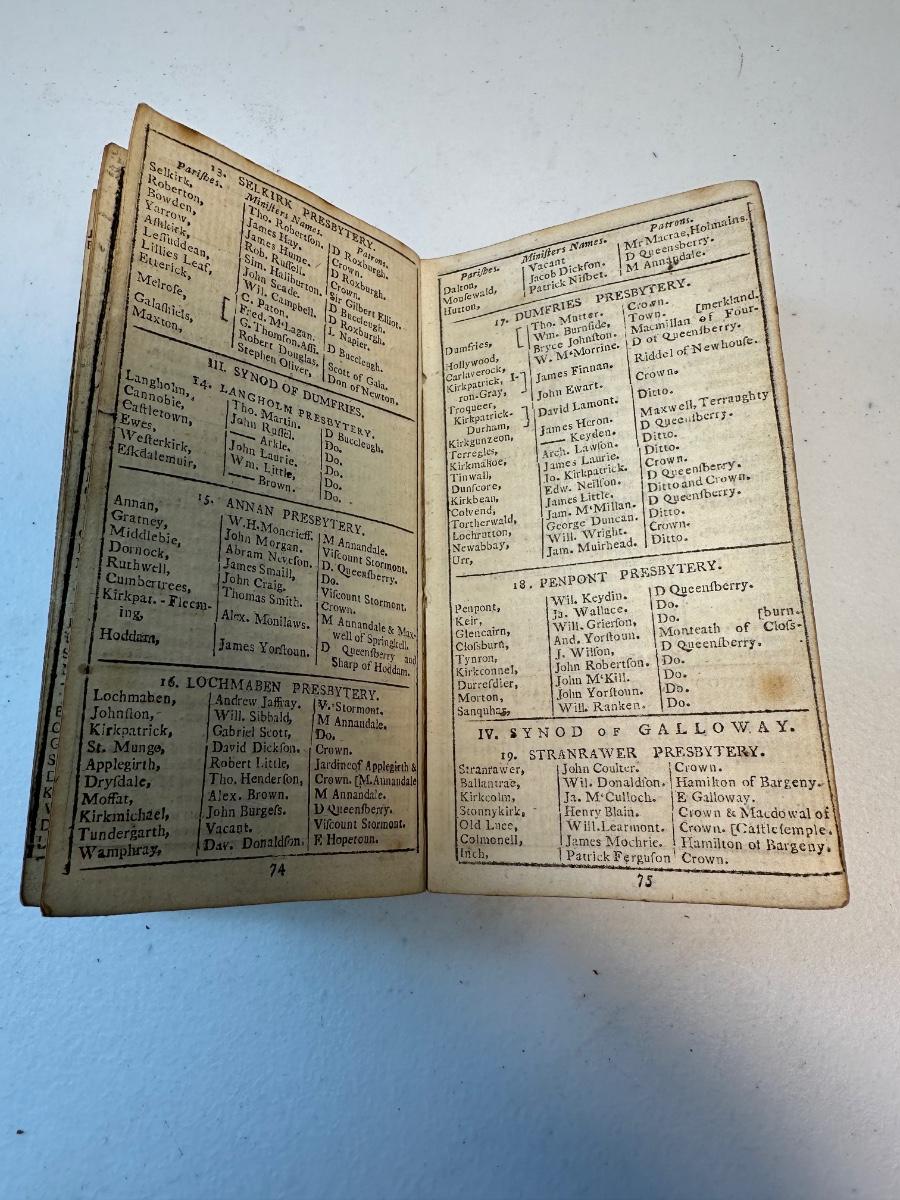 13. SELKIRK PRESBYTERY.
Pariſhes. Miniſters Names. Patrons.
Selkirk, Tho. Robertſon. D Roxburgh.
Roberton, James Hay. Crown.
Bowden, James Hume. D Roxburgh.
Yarrow, Rob. Ruſſell. Crown.
Aſhkirk, Sim. Haliburton. Sir Gilbert Elliot.
Leſſuddean, John Scade. D Buccleugh.
Lillies Leaf, Wil. Campbell. D Roxburgh.
Etterick, C. Paton. L Napier.
Melroſe, [ Fred. McLagan. D Buccleugh.
G. Thomſon. Aſſi.
Galaſhiels, Robert Douglas. Scott of Gala.
Maxton, Stephen Oliver, Don of Newton.
III. SYNOD OF DUMFRIES.
14. LANGHOLM PRESBYTERY.
Langholm, Tho. Martin. D Buccleugh.
Cannobie, John Ruſſel. Do.
Caſtletown, —— Arkle. Do.
Ewes, John Laurie. Do.
Weſterkirk, Wm. Little, Do.
Eſkdalemuir, —— Brown. Do.
15. ANNAN PRESBYTERY.
Annan, W.H. Moncrieff. M Annandale.
Gratney, John Morgan. Viſcount Stormont.
Middlebie, Abram Neveſon. D. Queenſberry.
Dornock, James Smaill, Do.
Ruthwell, John Craig. Viſcount Stormont.
Cumbertrees, Thomas Smith. Crown.
Kirkpat. - Fleem- Alex. Monilaws. M Annandale & Max-
ing, well of Springkell.
Hoddam, James Yorſtoun. D Queenſberry and
Sharp of Hoddam.
16. LOCHMABEN PRESBYTERY.
Lochmaben, Andrew Jaffray. V. Stormont.
Johnſton, Will. Sibbald, M Annandale.
Kirkpatrick, Gabriel Scott, Do.
St. Mungo, David Dickſon. Crown.
Applegirth, Robert Little, Jardine of Applegirth &
Dryſdale, Tho. Henderſon, Crown. [M. Annandale
Moffat, Alex. Brown. M Annandale.
Kirkmichael, John Burgeſs. D Queenſberry.
Tundergarth, Vacant. Viſcount Stormont.
Wamphray, Dav. Donaldſon. E Hopetoun.
74
Pariſhes. Miniſters Names. Patrons.
Dalton, Vacant Mr Macrae, Holmains.
Mouſewald, Jacob Dickſon. D Queensberry.
Hutton, Patrick Niſbet. M Annandale.
17. DUMFRIES PRESBYTERY.
Dumfries, [ Tho. Mutter. Crown.
Wm. Burnſide, Town. [merkland.
Hollywood, Bryce Johnſton. Macmillan of Four-
Carlaverock, W. McMorrine. D of Queenſberry.
Kirkpatrick, I- ] James Finnan. Riddel of Newhouſe.
ron-Gray,
Troqueer, John Ewart. Crown.
Kirkpatrick- ] David Lamont. Ditto.
Durham,
Kirkgunzeon, James Heron. Maxwell, Terraughty
Terregles, —— Keyden. D Queenſberry.
Kirkmahoe, Arch. Lawſon. Ditto.
Tinwall, James Laurie. Ditto.
Dunſcore, Jo. Kirkpatrick. Crown.
Kirkbean, Edw. Neilſon. D Queenſberry.
Colvend, James Little. Ditto and Crown.
Tortherwald, Jam. McMillan. D Queenſberry.
Lochrutton, George Duncan. Ditto.
Newabbay, Will. Wright. Crown.
Urr, Jam. Muirhead. Ditto.
18. PENPONT PRESBYTERY.
Penpont, Wil. Keydin. D Queenſberry.
Keir, Ja. Wallace. Do.
Glencairn, Will. Grierſon, Do. [burn.
Cloſburn, And. Yorſtoun. Monteath of Cloſs-
Tynron, J. Wilſon, D Queenſberry.
Kirkconnel, John Robertſon. Do.
Durreſdier, John McKill. Do.
Morton, John Yorſtoun. Do.
Sanquhar, Will. Ranken. Do.
IV. SYNOD OF GALLOWAY.
19. STRANRAWER PRESBYTERY.
Stranrawer, John Coulter. Crown.
Ballantrae, Wil. Donaldſon. Hamilton of Bargeny.
Kirkcolm, Ja. McCulloch. E Galloway.
Stonnykirk, Henry Blain. Crown & Macdowal of
Old Luce, Will. Learmont. Crown. [Caſtleſemple.
Colmonell, James Mochrie. Hamilton of Bargeny.
Inch, Patrick Ferguſon Crown.
75